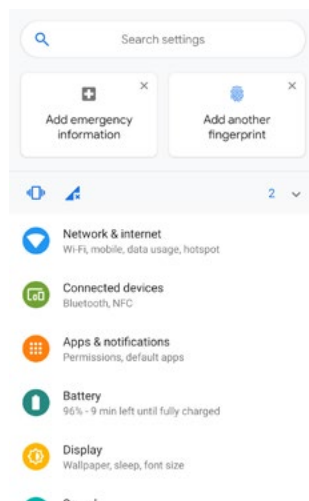 Search settings
Add emergency
information
Add another
fingerprint
2
Network & internet
Wi-Fi, mobile, data usage, hotspot
Connected devices
Bluetooth, NFC
Apps & notifications
Permissions, default apps
Battery
96% - 9 min left until fully charged
Display
Wallpaper, sleep, font size